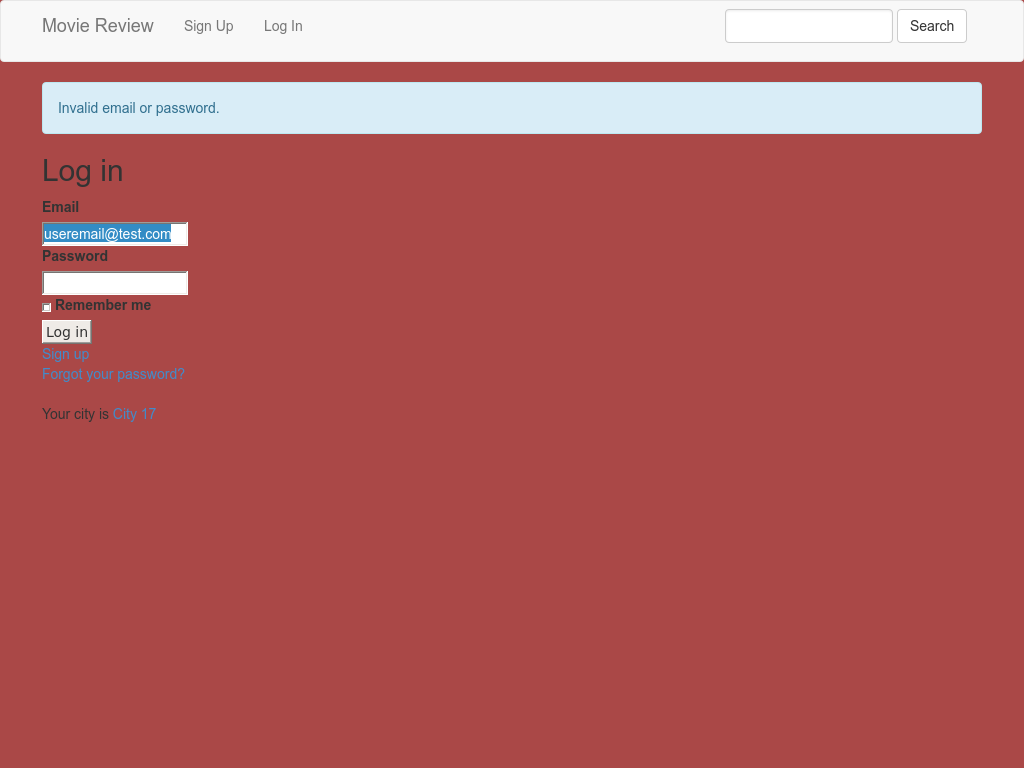 Movie Review Sign Up Log In Search
Invalid email or password.
Log in
Email
useremail@test.com
Password
Remember me
Log in
Sign up
Forgot your password?
Your city is City 17